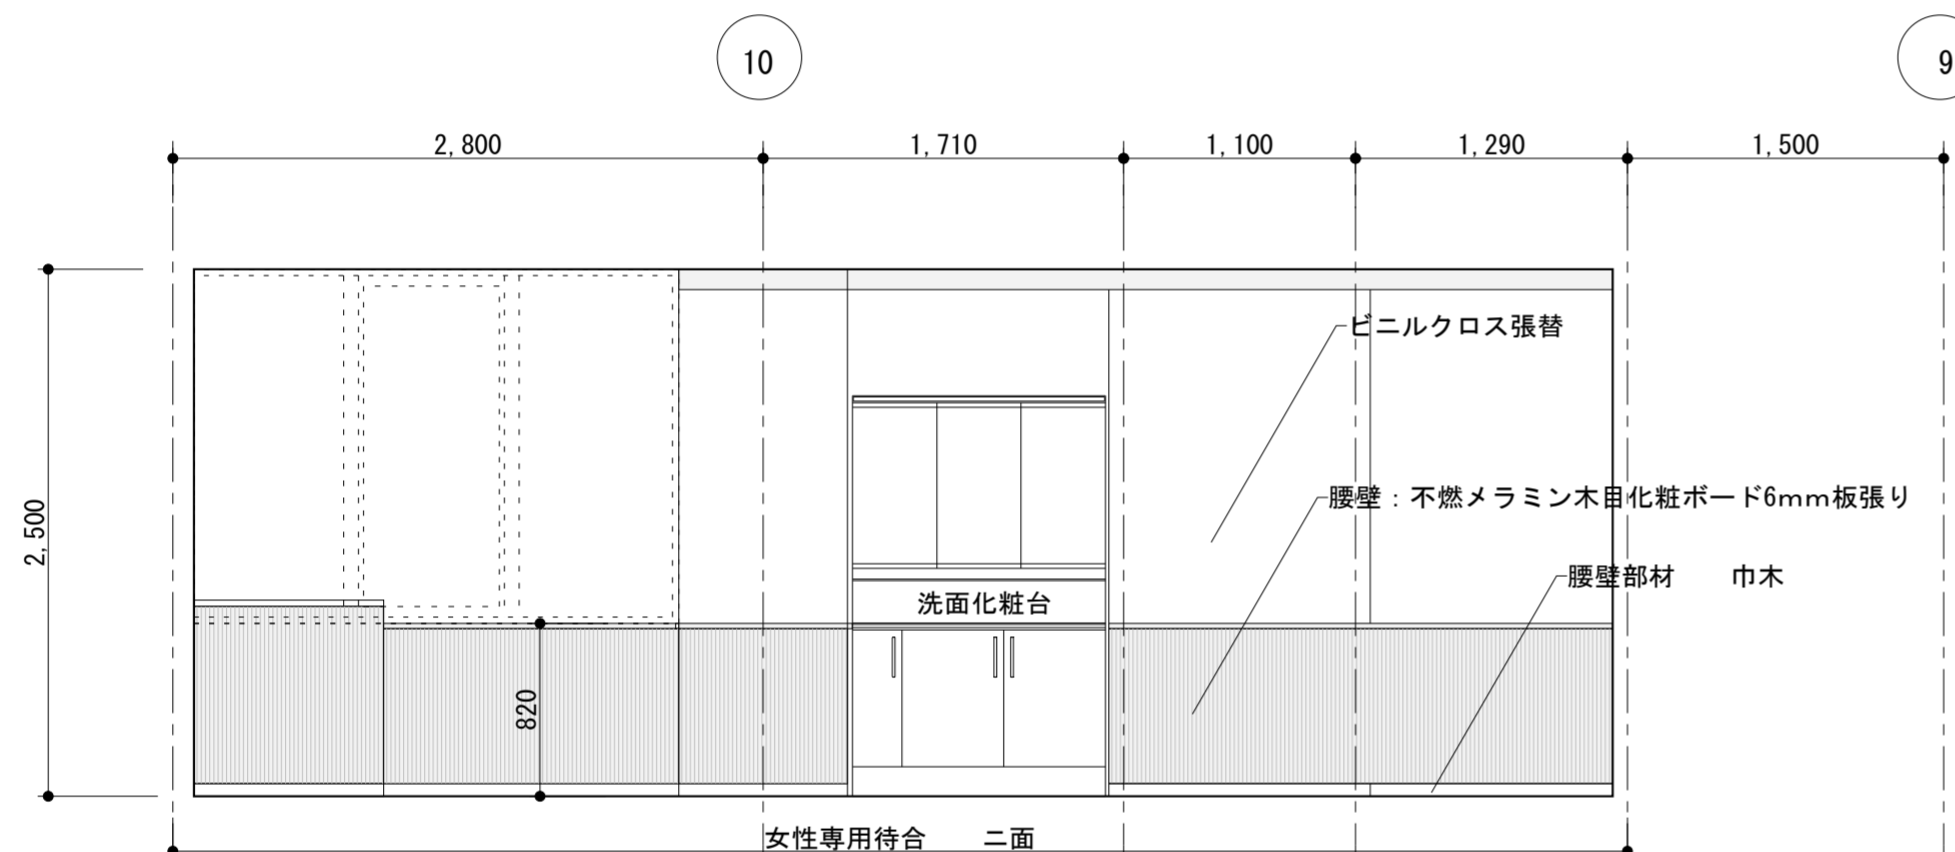 10
9
2,800
1,710
1,100
1,290
1,500
ビニルクロス張替
2,500
腰壁：不燃メラミン木目化粧ボード6mm板張り
腰壁部材　　巾木
洗面化粧台
820
女性専用待合　　二面